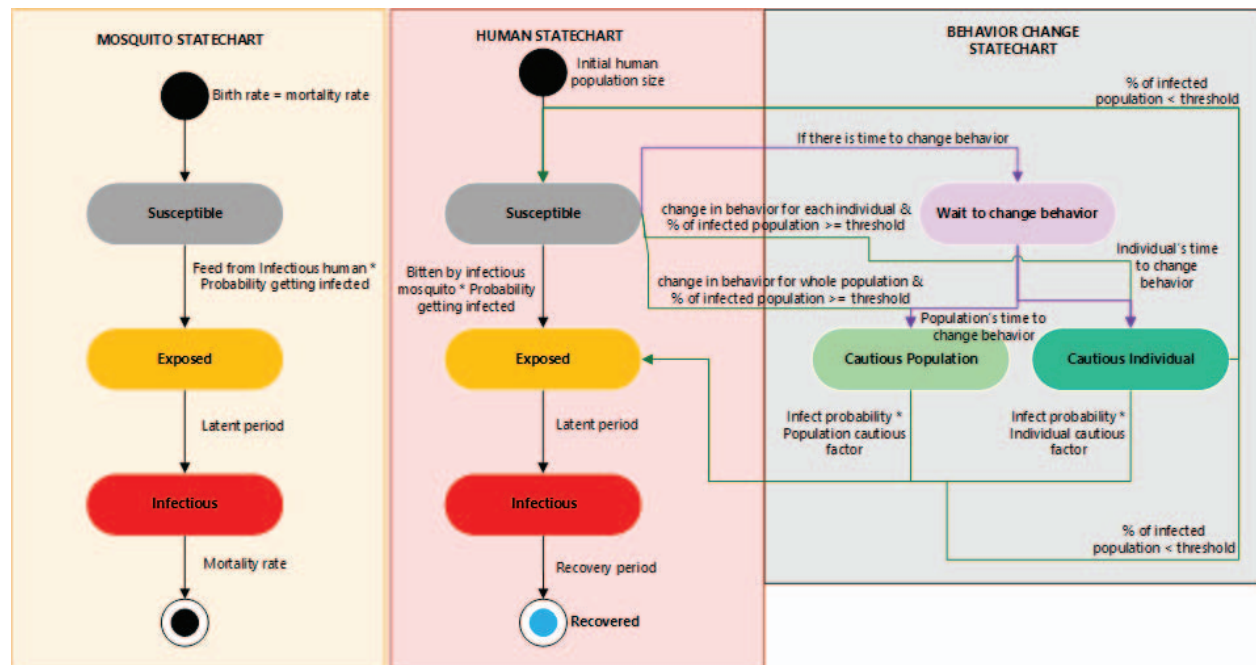 MOSQUITO STATECHART
Birth rate = mortality rate
Susceptible
Feed from Infectious human *
Probability getting infected
Exposed
Latent period
Infectious
Mortality rate
HUMAN STATECHART
Initial human
population size
Susceptible
Bitten by infectious
mosquito * Probability
getting infected
Exposed
Latent period
Infectious
Recovery period
Recovered
BEHAVIOR CHANGE
STATECHART
% of infected
population < threshold
If there is time to change behavior
Wait to change behavior
change in behavior for each individual &
% of infected population >= threshold
Individual's time
to change
behavior
change in behavior for whole population &
% of infected population >= threshold
Population's time to
change behavior
Cautious Population
Cautious Individual
Infect probability *
Population cautious
factor
Infect probability *
Individual cautious
factor
% of infected
population < threshold